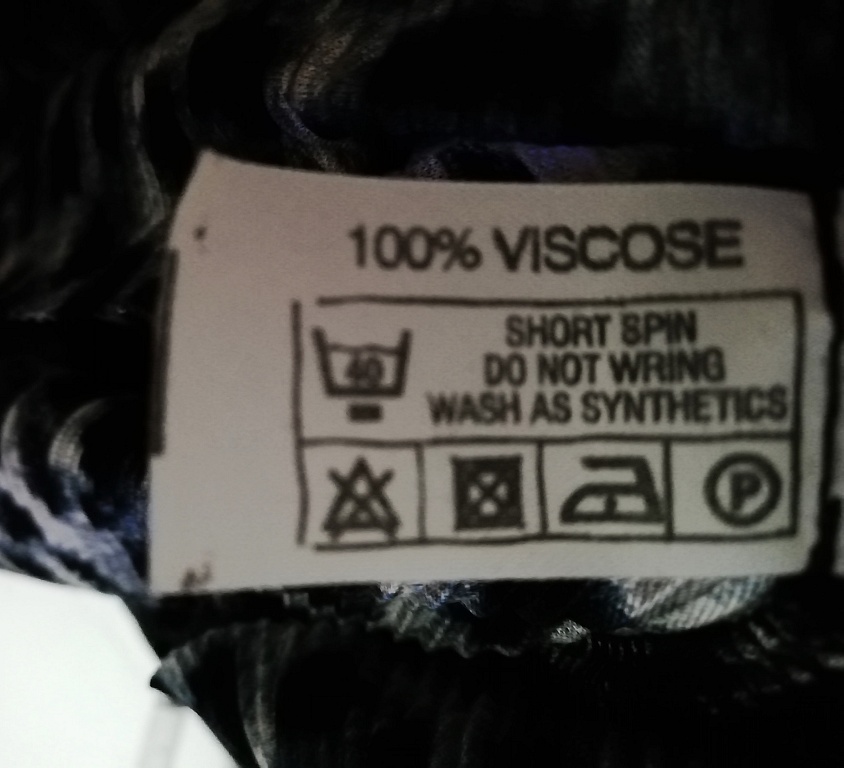 100% VISCOSE
40
SHORT SPIN
DO NOT WRING
WASH AS SYNTHETICS
P